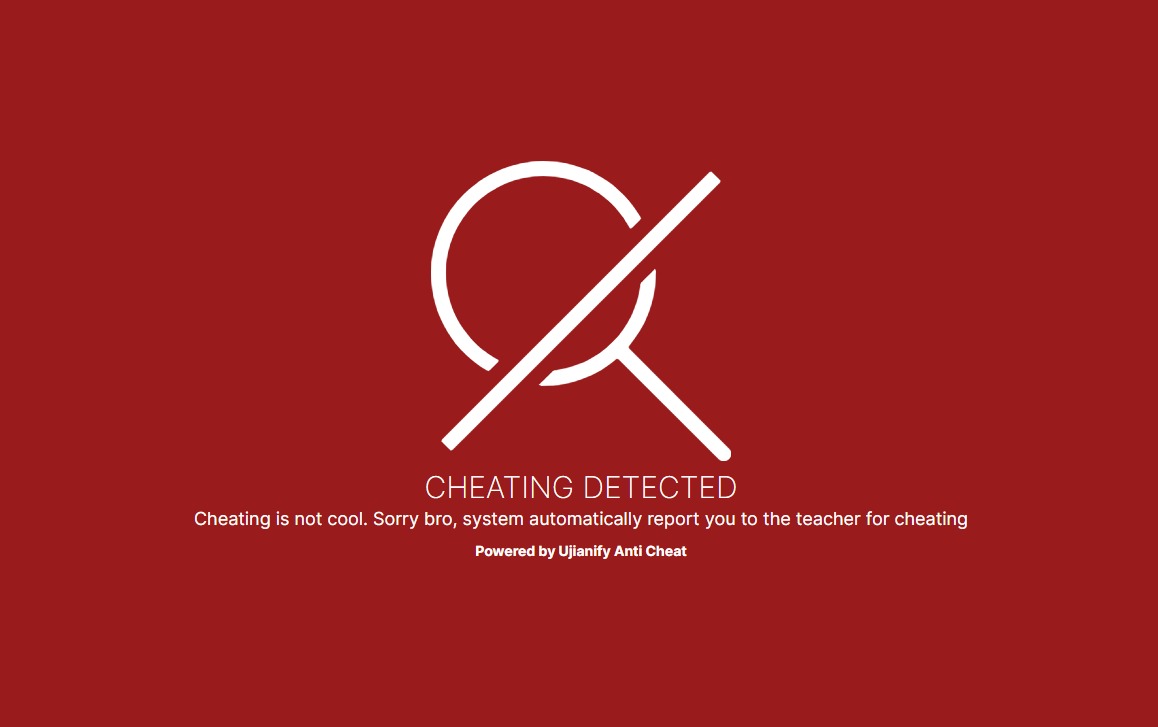 CHEATING DETECTED
Cheating is not cool. Sorry bro, system automatically report you to the teacher for cheating
Powered by Ujianify Anti Cheat